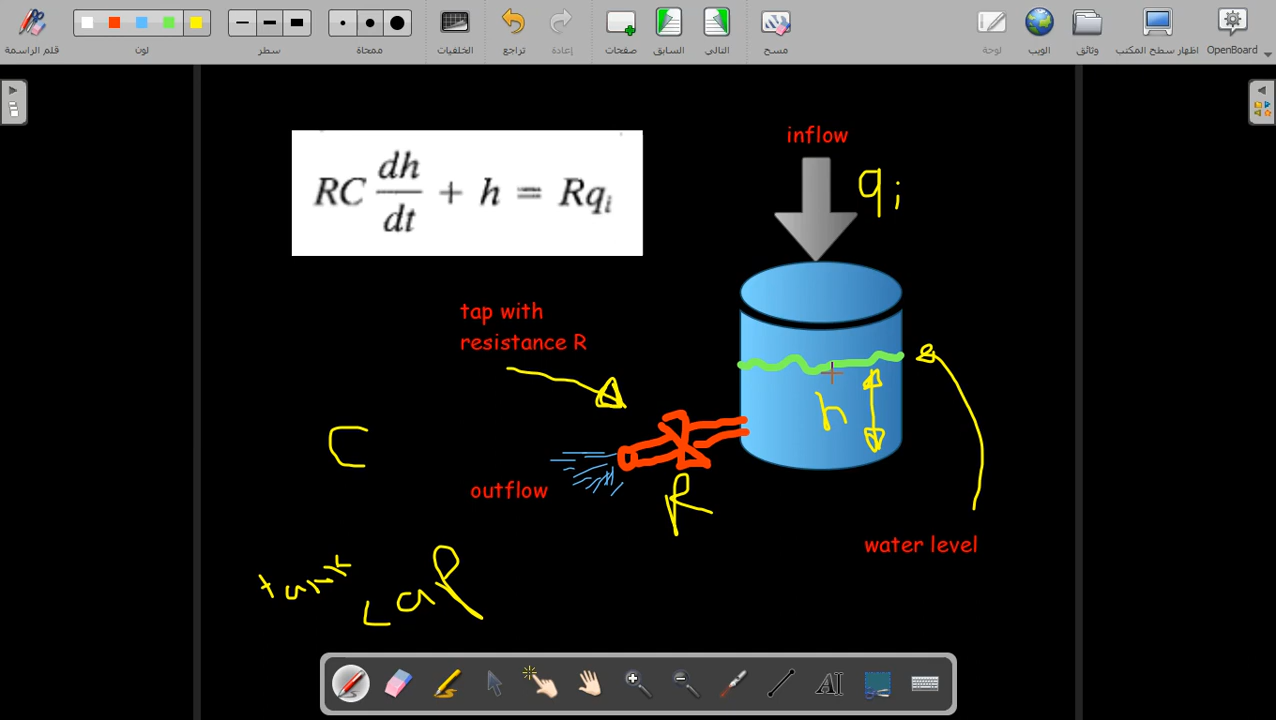 قلم الراسمة
لون
سطر
ممحاة
الخلفيات
تراجع
إعادة
صفحات
السابق
التالي
مسح
لوحة
الويب
وثائق
اظهار سطح المكتب
OpenBoard
inflow
qi
RC dh/dt + h = Rqi
tap with
resistance R
h
C
R
outflow
water level
tank
cap
AI